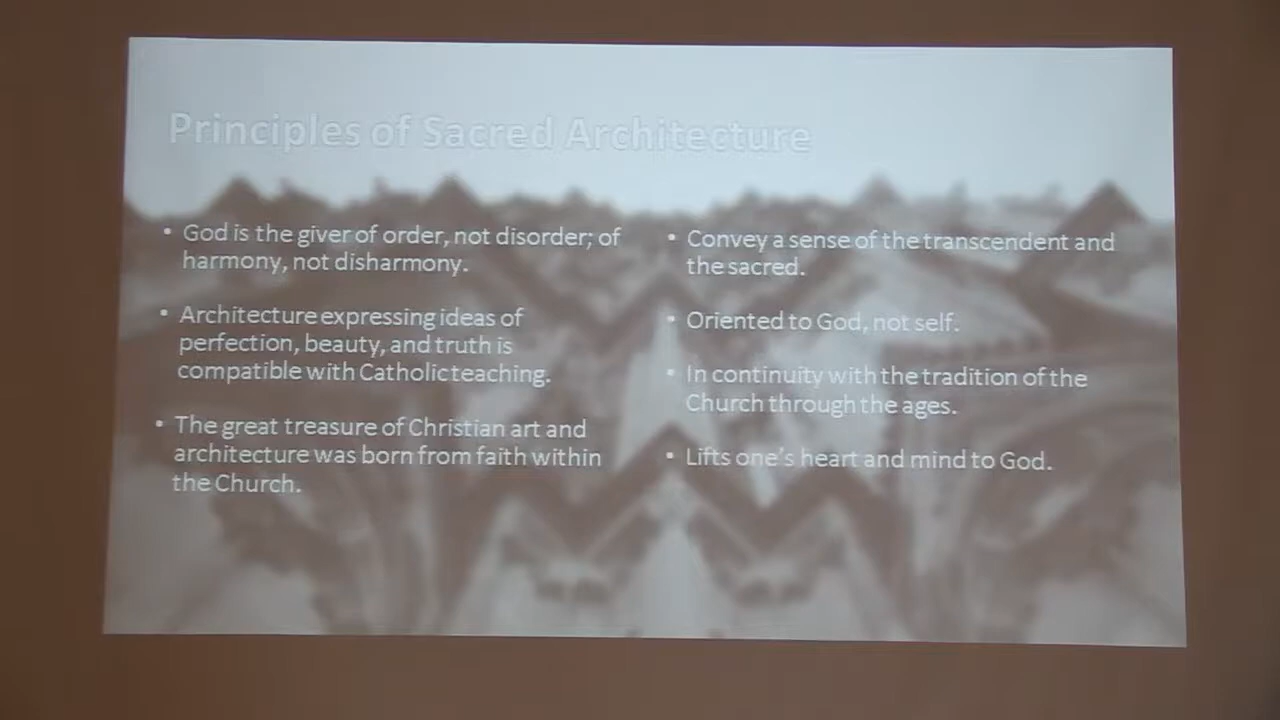 Principles of Sacred Architecture
• God is the giver of order, not disorder; of
harmony, not disharmony.
• Architecture expressing ideas of
perfection, beauty, and truth is
compatible with Catholic teaching.
• The great treasure of Christian art and
architecture was born from faith within
the Church.
• Convey a sense of the transcendent and
the sacred.
• Oriented to God, not self.
• In continuity with the tradition of the
Church through the ages.
• Lifts one's heart and mind to God.